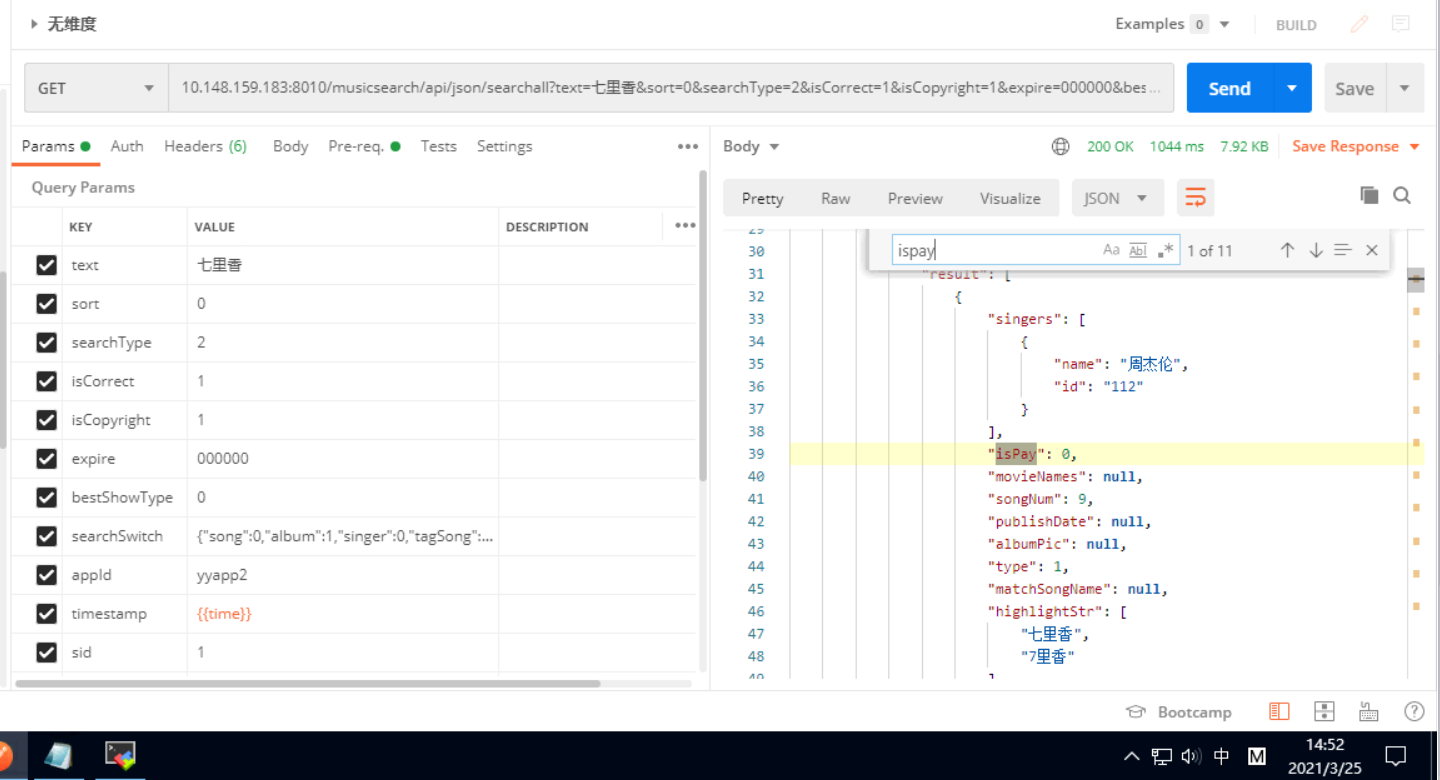 无维度
Examples 0
BUILD
GET
10.148.159.183:8010/musicsearch/api/json/searchall?text=七里香&sort=0&searchType=2&isCorrect=1&isCopyright=1&expire=000000&bes...
Send
Save
Params
Auth
Headers (6)
Body
Pre-req.
Tests
Settings
Query Params
KEY VALUE DESCRIPTION
text 七里香
sort 0
searchType 2
isCorrect 1
isCopyright 1
expire 000000
bestShowType 0
searchSwitch {"song":0,"album":1,"singer":0,"tagSong":...
appId yyapp2
timestamp {{time}}
sid 1
Body
200 OK 1044 ms 7.92 KB Save Response
Pretty Raw Preview Visualize JSON
ispay Aa Abl .* 1 of 11
29
30
31 "result": [
32 {
33 "singers": [
34 {
35 "name": "周杰伦",
36 "id": "112"
37 }
38 ],
39 "isPay": 0,
40 "movieNames": null,
41 "songNum": 9,
42 "publishDate": null,
43 "albumPic": null,
44 "type": 1,
45 "matchSongName": null,
46 "highlightStr": [
47 "七里香",
48 "7里香"
49 ]
Bootcamp
中 M
14:52
2021/3/25